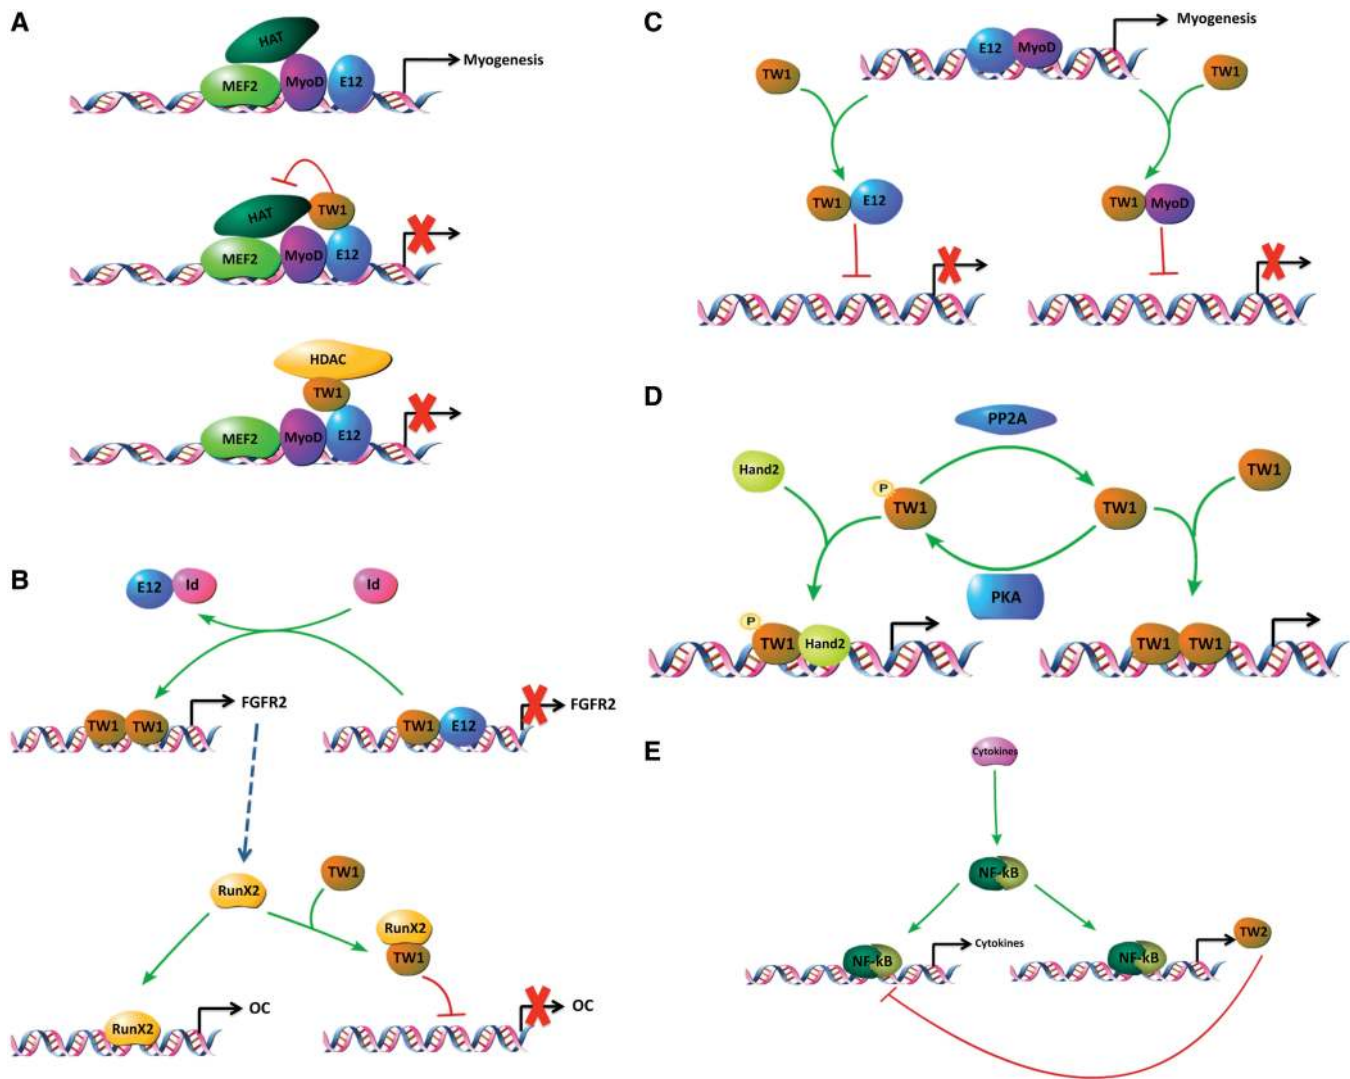 A
HAT
MEF2 MyoD E12 Myogenesis
HAT TW1
MEF2 MyoD E12
HDAC
TW1
MEF2 MyoD E12
B
E12 Id Id
TW1 TW1 FGFR2
TW1 E12 FGFR2
RunX2 TW1
RunX2
TW1
RunX2 OC
OC
C
E12 MyoD Myogenesis
TW1 TW1
TW1 E12
TW1 MyoD
D
PP2A
Hand2 P TW1 TW1 TW1
PKA
P TW1 Hand2
TW1 TW1
E
Cytokines
NF-kB
NF-kB Cytokines
NF-kB TW2